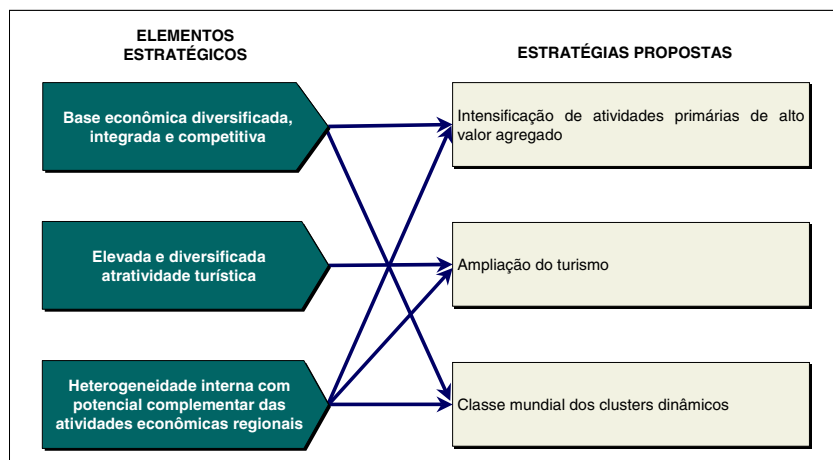 ELEMENTOS
ESTRATÉGICOS
ESTRATÉGIAS PROPOSTAS
Base econômica diversificada,
integrada e competitiva
Intensificação de atividades primárias de alto
valor agregado
Elevada e diversificada
atratividade turística
Ampliação do turismo
Heterogeneidade interna com
potencial complementar das
atividades econômicas regionais
Classe mundial dos clusters dinâmicos